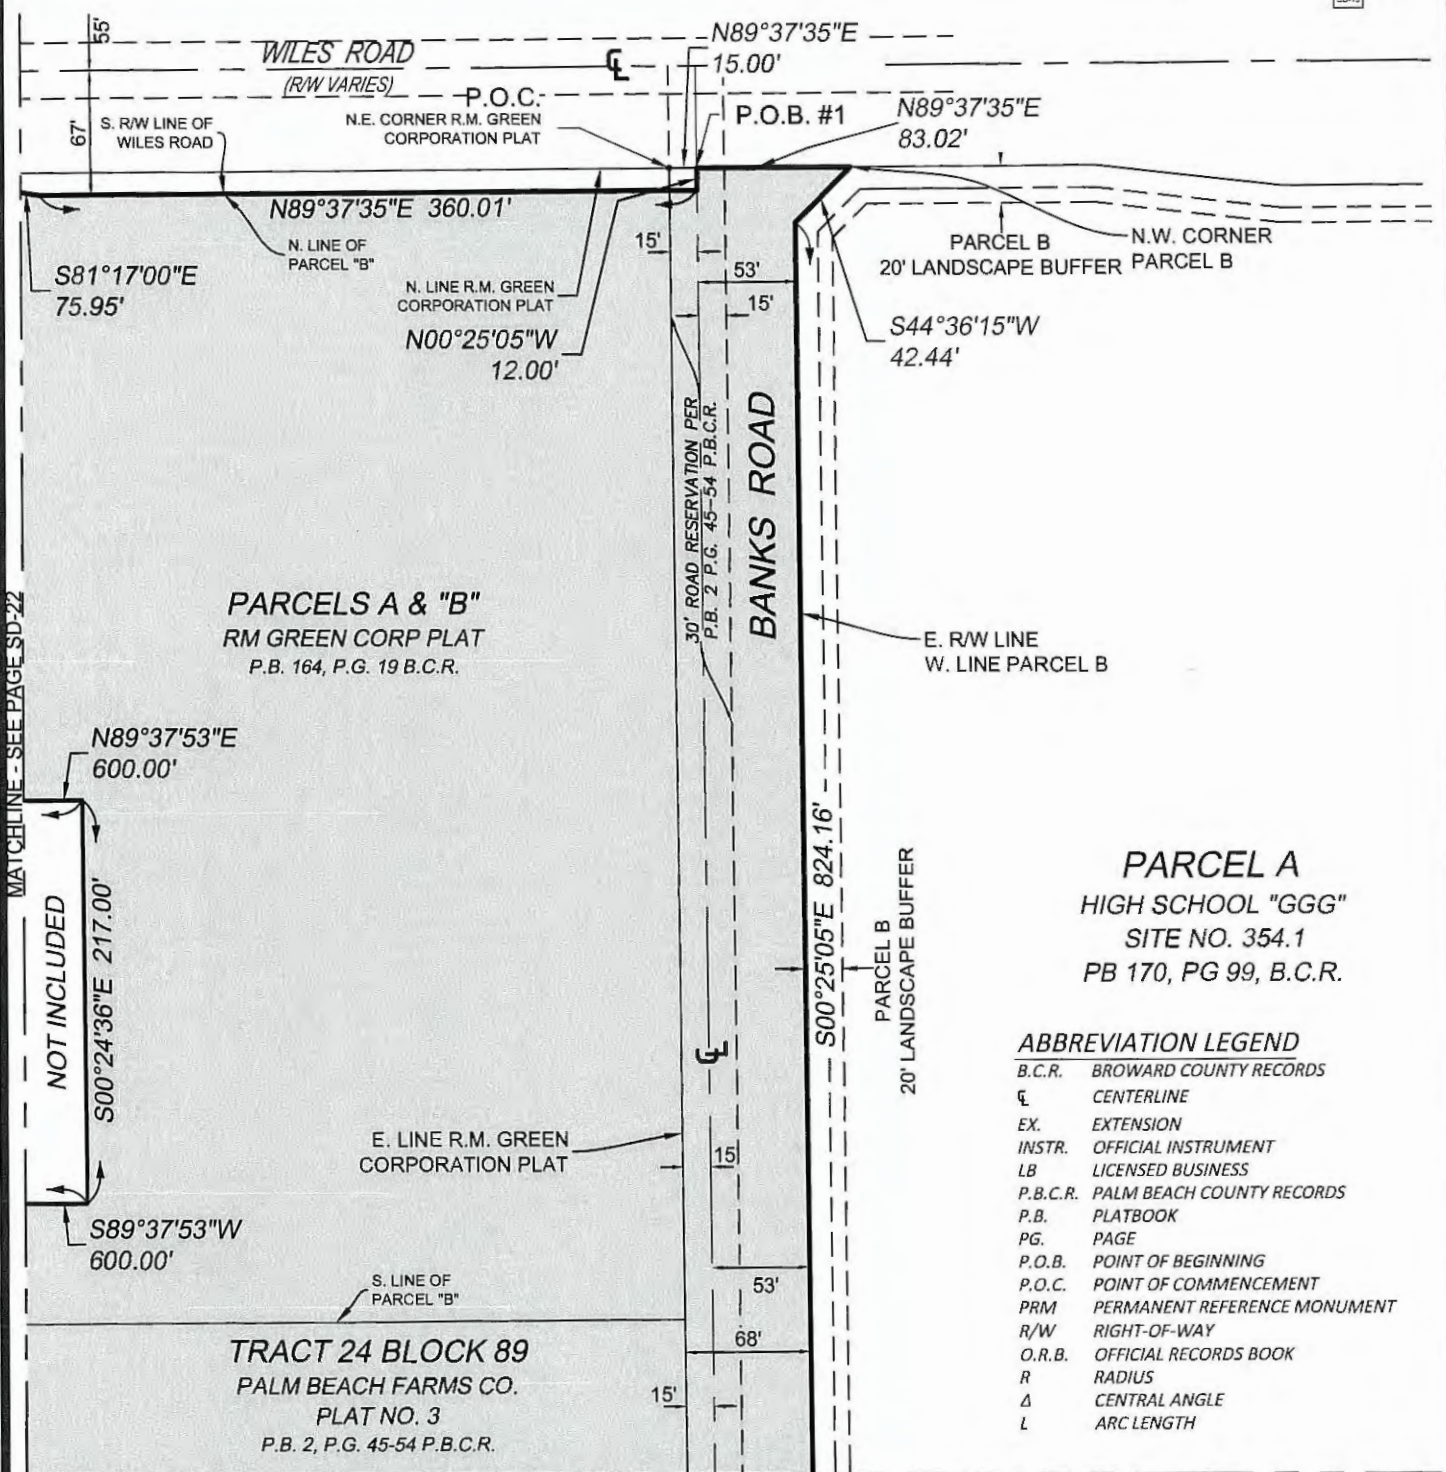 55'
WILES ROAD
(R/W VARIES)
℄
N89°37'35"E
15.00'
P.O.C.
N.E. CORNER R.M. GREEN
CORPORATION PLAT
P.O.B. #1
N89°37'35"E
83.02'
67'
S. R/W LINE OF
WILES ROAD
N89°37'35"E 360.01'
N. LINE OF
PARCEL "B"
S81°17'00"E
75.95'
N. LINE R.M. GREEN
CORPORATION PLAT
N00°25'05"W
12.00'
15'
53'
15'
PARCEL B
20' LANDSCAPE BUFFER
N.W. CORNER
PARCEL B
S44°36'15"W
42.44'
30' ROAD RESERVATION PER
P.B. 2 P.G. 45-54 P.B.C.R.
BANKS ROAD
PARCELS A & "B"
RM GREEN CORP PLAT
P.B. 164, P.G. 19 B.C.R.
E. R/W LINE
W. LINE PARCEL B
MATCHLINE - SEE PAGE SD-22
N89°37'53"E
600.00'
NOT INCLUDED
S00°24'36"E 217.00'
S00°25'05"E 824.16'
PARCEL B
20' LANDSCAPE BUFFER
℄
PARCEL A
HIGH SCHOOL "GGG"
SITE NO. 354.1
PB 170, PG 99, B.C.R.
E. LINE R.M. GREEN
CORPORATION PLAT
15
S89°37'53"W
600.00'
S. LINE OF
PARCEL "B"
53'
68'
15'
TRACT 24 BLOCK 89
PALM BEACH FARMS CO.
PLAT NO. 3
P.B. 2, P.G. 45-54 P.B.C.R.
ABBREVIATION LEGEND
B.C.R. BROWARD COUNTY RECORDS
℄ CENTERLINE
EX. EXTENSION
INSTR. OFFICIAL INSTRUMENT
LB LICENSED BUSINESS
P.B.C.R. PALM BEACH COUNTY RECORDS
P.B. PLATBOOK
PG. PAGE
P.O.B. POINT OF BEGINNING
P.O.C. POINT OF COMMENCEMENT
PRM PERMANENT REFERENCE MONUMENT
R/W RIGHT-OF-WAY
O.R.B. OFFICIAL RECORDS BOOK
R RADIUS
Δ CENTRAL ANGLE
L ARC LENGTH